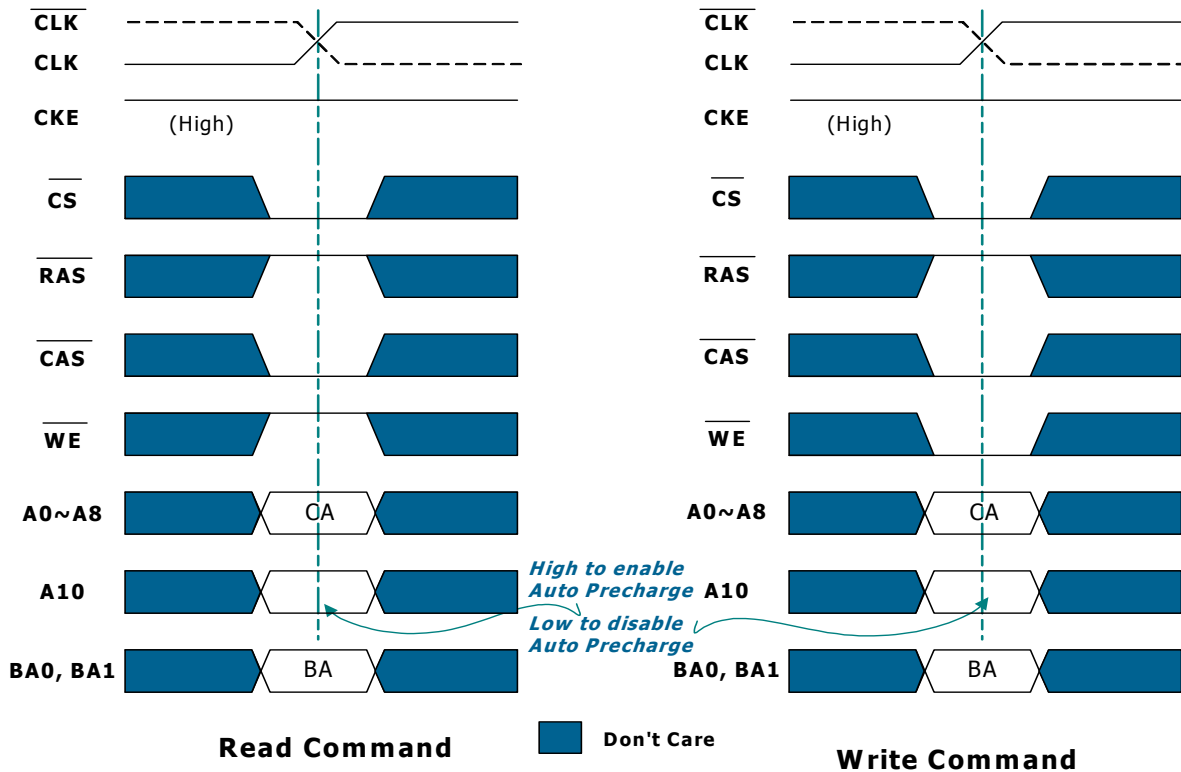 CLK
CLK
CKE
(High)
CS
RAS
CAS
WE
A0~A8
CA
A10
BA0, BA1
BA
Read Command
High to enable
Auto Precharge
Low to disable
Auto Precharge
Don't Care
CLK
CLK
CKE
(High)
CS
RAS
CAS
WE
A0~A8
CA
A10
BA0, BA1
BA
Write Command